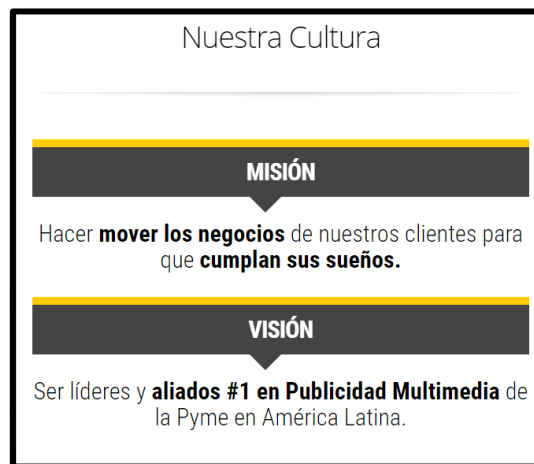 Nuestra Cultura
MISIÓN
Hacer mover los negocios de nuestros clientes para
que cumplan sus sueños.
VISIÓN
Ser líderes y aliados #1 en Publicidad Multimedia de
la Pyme en América Latina.